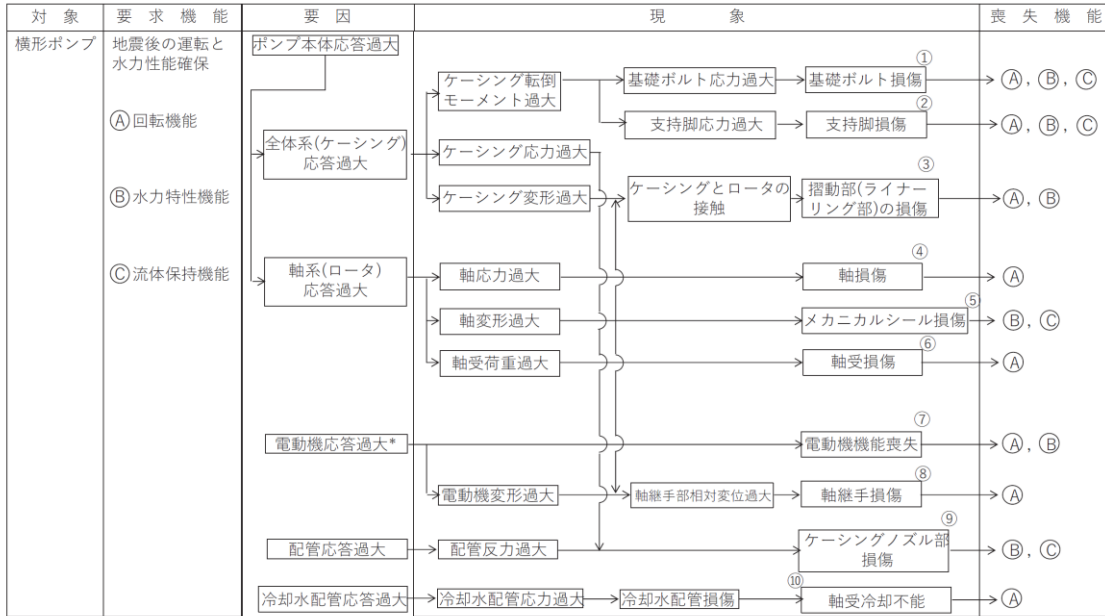 対象 要求機能 要因 現象 喪失機能
横形ポンプ
地震後の運転と
水力性能確保
Ⓐ回転機能
Ⓑ水力特性機能
Ⓒ流体保持機能
ポンプ本体応答過大
全体系(ケーシング)
応答過大
軸系(ロータ)
応答過大
電動機応答過大*
配管応答過大
冷却水配管応答過大
ケーシング転倒
モーメント過大
基礎ボルト応力過大
①
基礎ボルト損傷
Ⓐ, Ⓑ, Ⓒ
支持脚応力過大
②
支持脚損傷
Ⓐ, Ⓑ, Ⓒ
ケーシング応力過大
ケーシング変形過大
ケーシングとロータの
接触
③
摺動部(ライナー
リング部)の損傷
Ⓐ, Ⓑ
軸応力過大
④
軸損傷
Ⓐ
軸変形過大
⑤
メカニカルシール損傷
Ⓑ, Ⓒ
軸受荷重過大
⑥
軸受損傷
Ⓐ
⑦
電動機機能喪失
Ⓐ, Ⓑ
電動機変形過大
軸継手部相対変位過大
⑧
軸継手損傷
Ⓐ
配管反力過大
⑨
ケーシングノズル部
損傷
Ⓑ, Ⓒ
冷却水配管応力過大
冷却水配管損傷
⑩
軸受冷却不能
Ⓐ